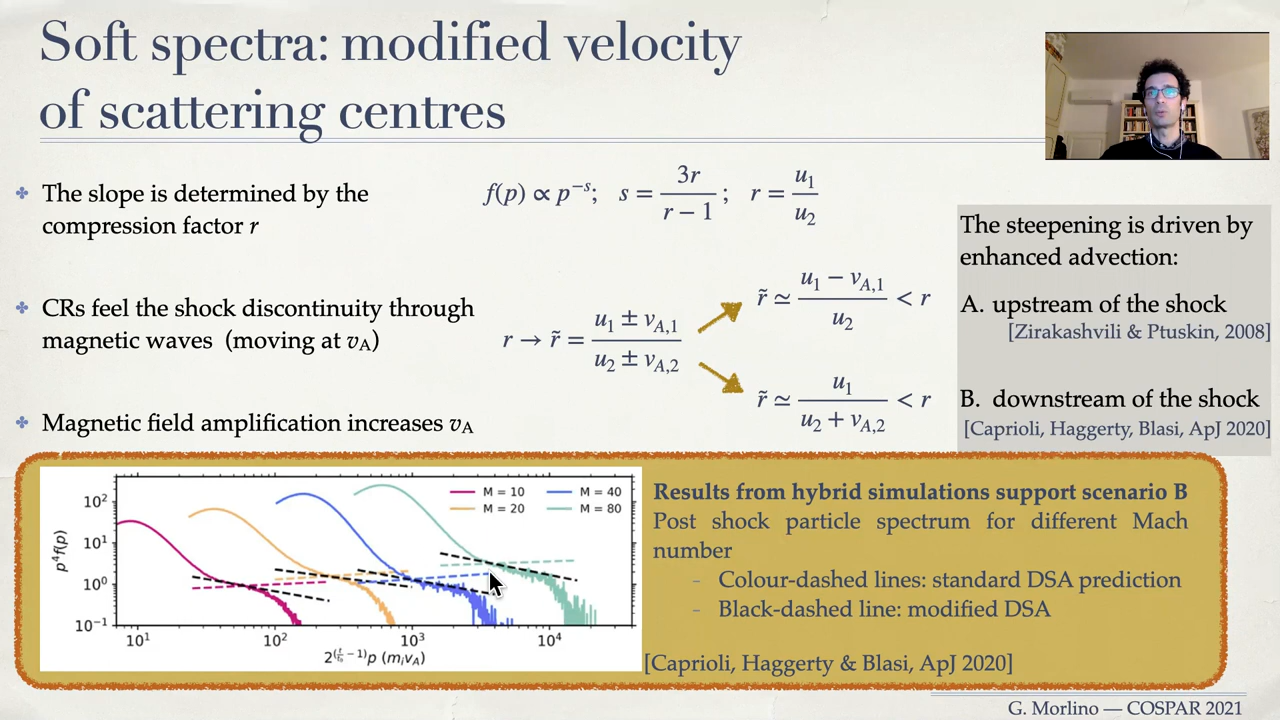 Soft spectra: modified velocity
of scattering centres
✤ The slope is determined by the
compression factor r
f(p) ∝ p⁻ˢ; s = 3r / (r − 1) ; r = u₁ / u₂
✤ CRs feel the shock discontinuity through
magnetic waves (moving at v_A)
r → r̃ = (u₁ ± v_A,1) / (u₂ ± v_A,2)
r̃ ≃ (u₁ − v_A,1) / u₂ < r
r̃ ≃ u₁ / (u₂ + v_A,2) < r
✤ Magnetic field amplification increases v_A
The steepening is driven by
enhanced advection:
A. upstream of the shock
[Zirakashvili & Ptuskin, 2008]
B. downstream of the shock
[Caprioli, Haggerty, Blasi, ApJ 2020]
p⁴f(p)
10²
10¹
10⁰
10⁻¹
M = 10
M = 20
M = 40
M = 80
10¹ 10² 10³ 10⁴
2^(t/t₀ − 1) p (mᵢv_A)
Results from hybrid simulations support scenario B
Post shock particle spectrum for different Mach
number
- Colour-dashed lines: standard DSA prediction
- Black-dashed line: modified DSA
[Caprioli, Haggerty & Blasi, ApJ 2020]
G. Morlino — COSPAR 2021